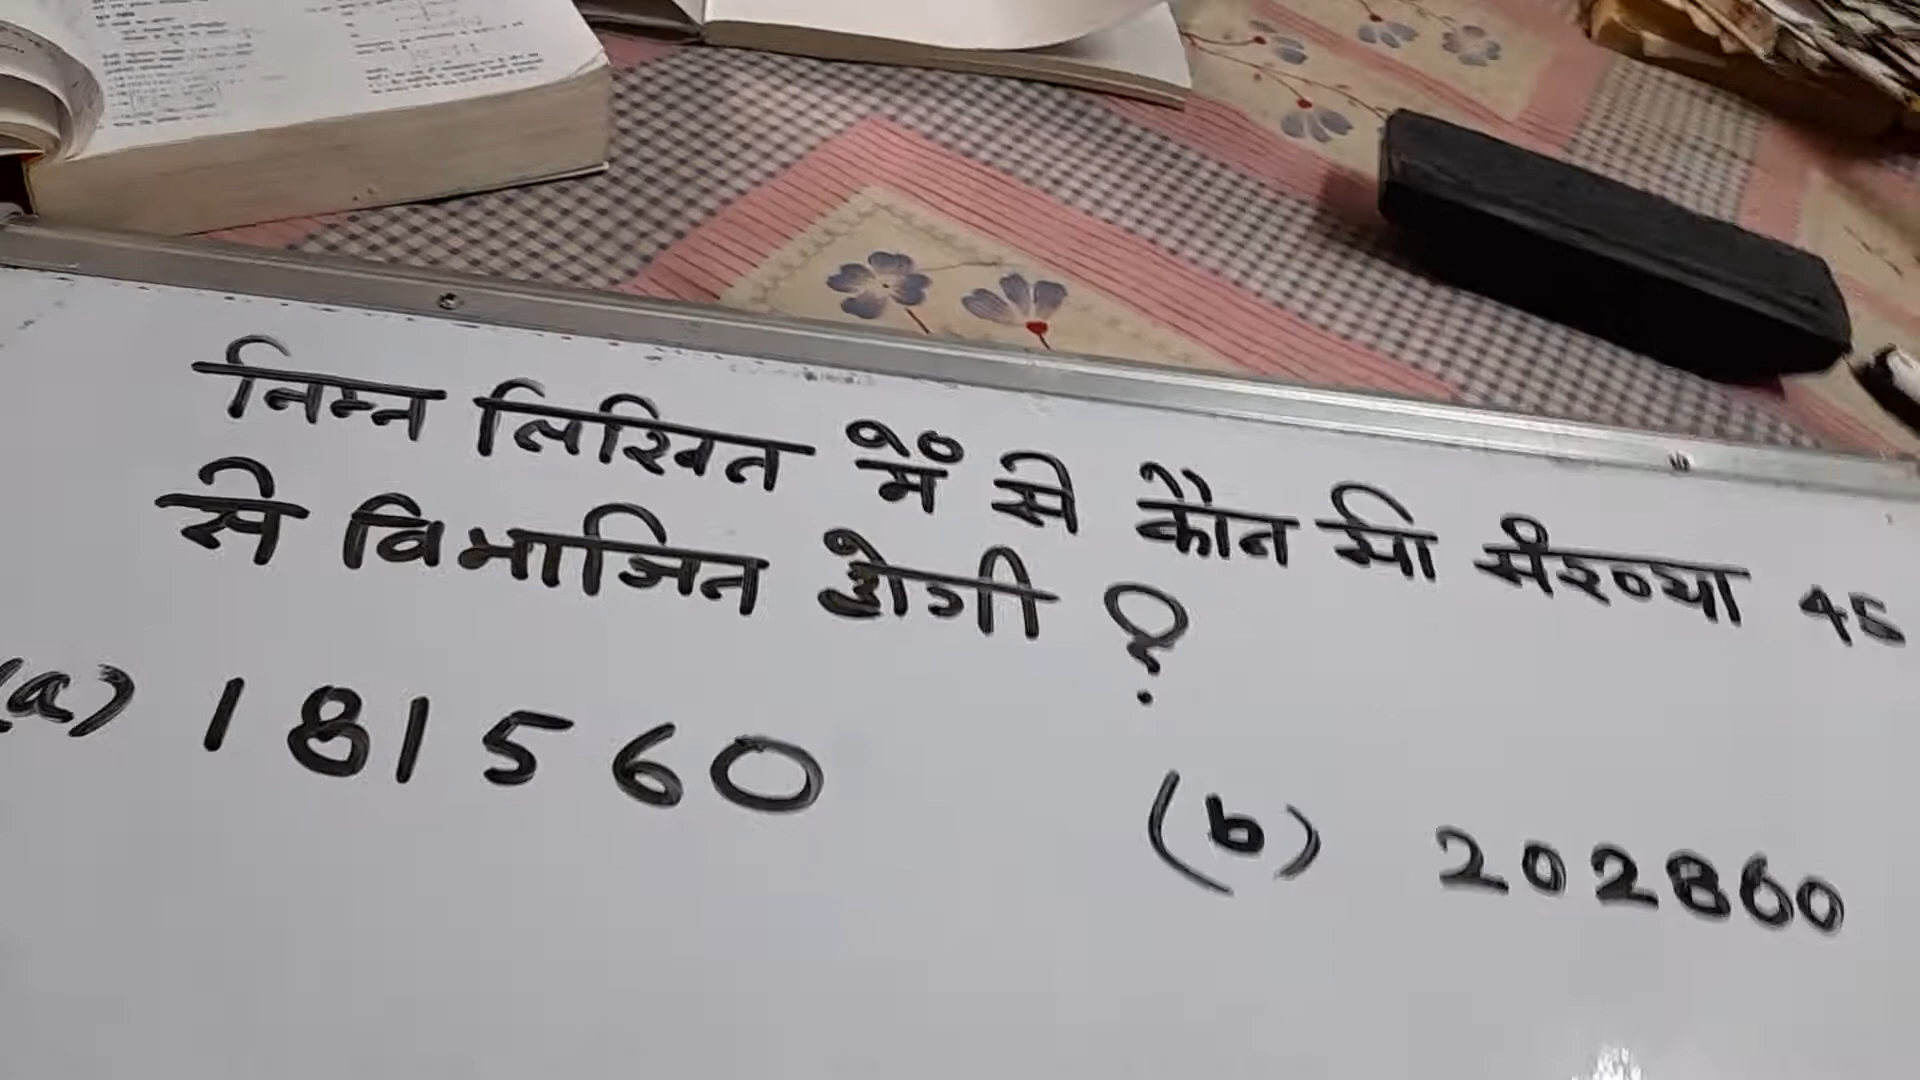 निम्न लिखित में से कौन सी संख्या 45
से विभाजित होगी ?
(a) 181560
(b) 202860